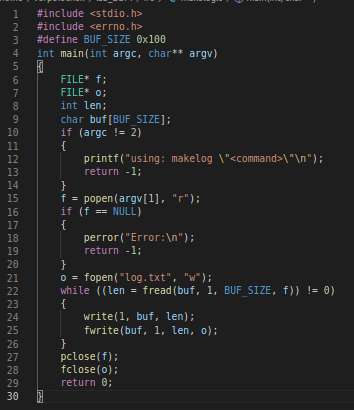 1 #include <stdio.h>
2 #include <errno.h>
3 #define BUF_SIZE 0x100
4 int main(int argc, char** argv)
5 {
6 FILE* f;
7 FILE* o;
8 int len;
9 char buf[BUF_SIZE];
10 if (argc != 2)
11 {
12 printf("using: makelog \"<command>\"\n");
13 return -1;
14 }
15 f = popen(argv[1], "r");
16 if (f == NULL)
17 {
18 perror("Error:\n");
19 return -1;
20 }
21 o = fopen("log.txt", "w");
22 while ((len = fread(buf, 1, BUF_SIZE, f)) != 0)
23 {
24 write(1, buf, len);
25 fwrite(buf, 1, len, o);
26 }
27 pclose(f);
28 fclose(o);
29 return 0;
30 }